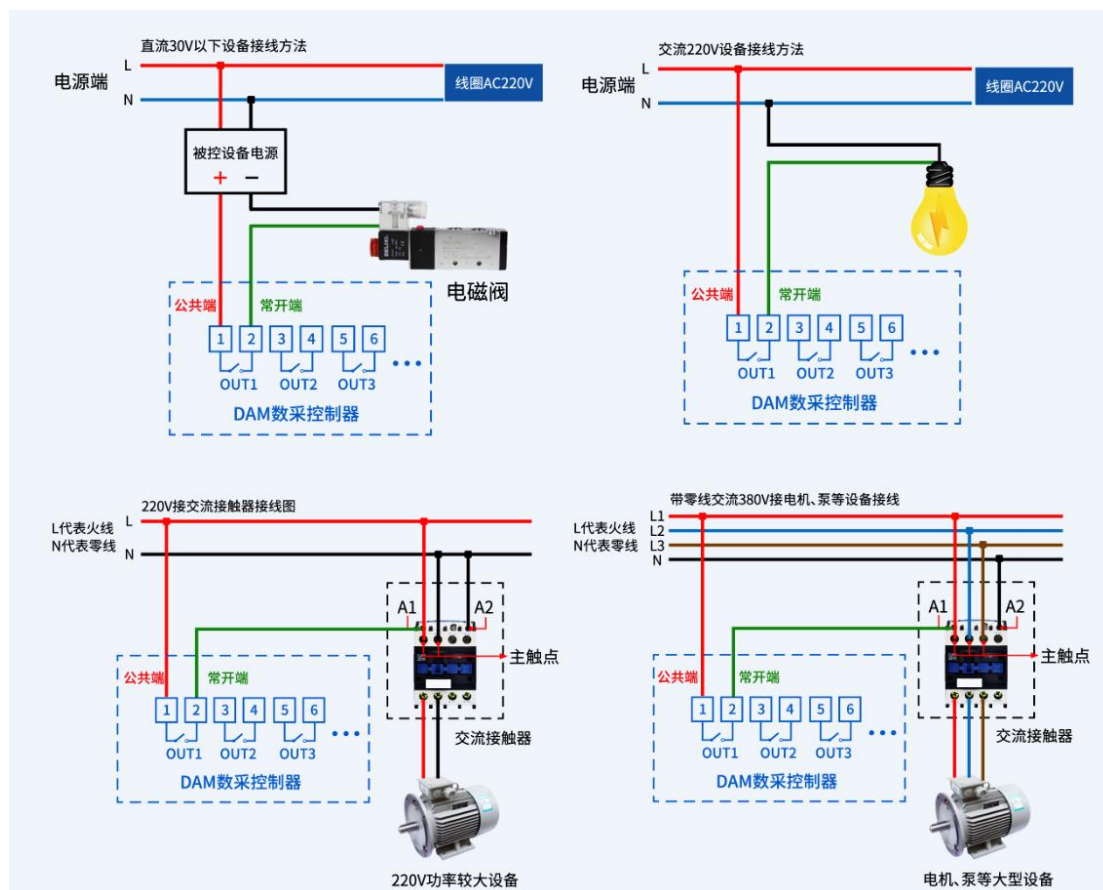 直流30V以下设备接线方法
L
电源端
线圈AC220V
N
被控设备电源
+ −
电磁阀
公共端
常开端
1 2 3 4 5 6
OUT1 OUT2 OUT3
DAM数采控制器
交流220V设备接线方法
L
电源端
线圈AC220V
N
公共端
常开端
1 2 3 4 5 6
OUT1 OUT2 OUT3
DAM数采控制器
220V接交流接触器接线图
L代表火线
L
N代表零线
N
A1 A2
主触点
公共端
常开端
1 2 3 4 5 6
OUT1 OUT2 OUT3
交流接触器
DAM数采控制器
220V功率较大设备
带零线交流380V接电机、泵等设备接线
L1
L代表火线
L2
N代表零线
L3
N
A1 A2
主触点
公共端
常开端
1 2 3 4 5 6
OUT1 OUT2 OUT3
交流接触器
DAM数采控制器
电机、泵等大型设备